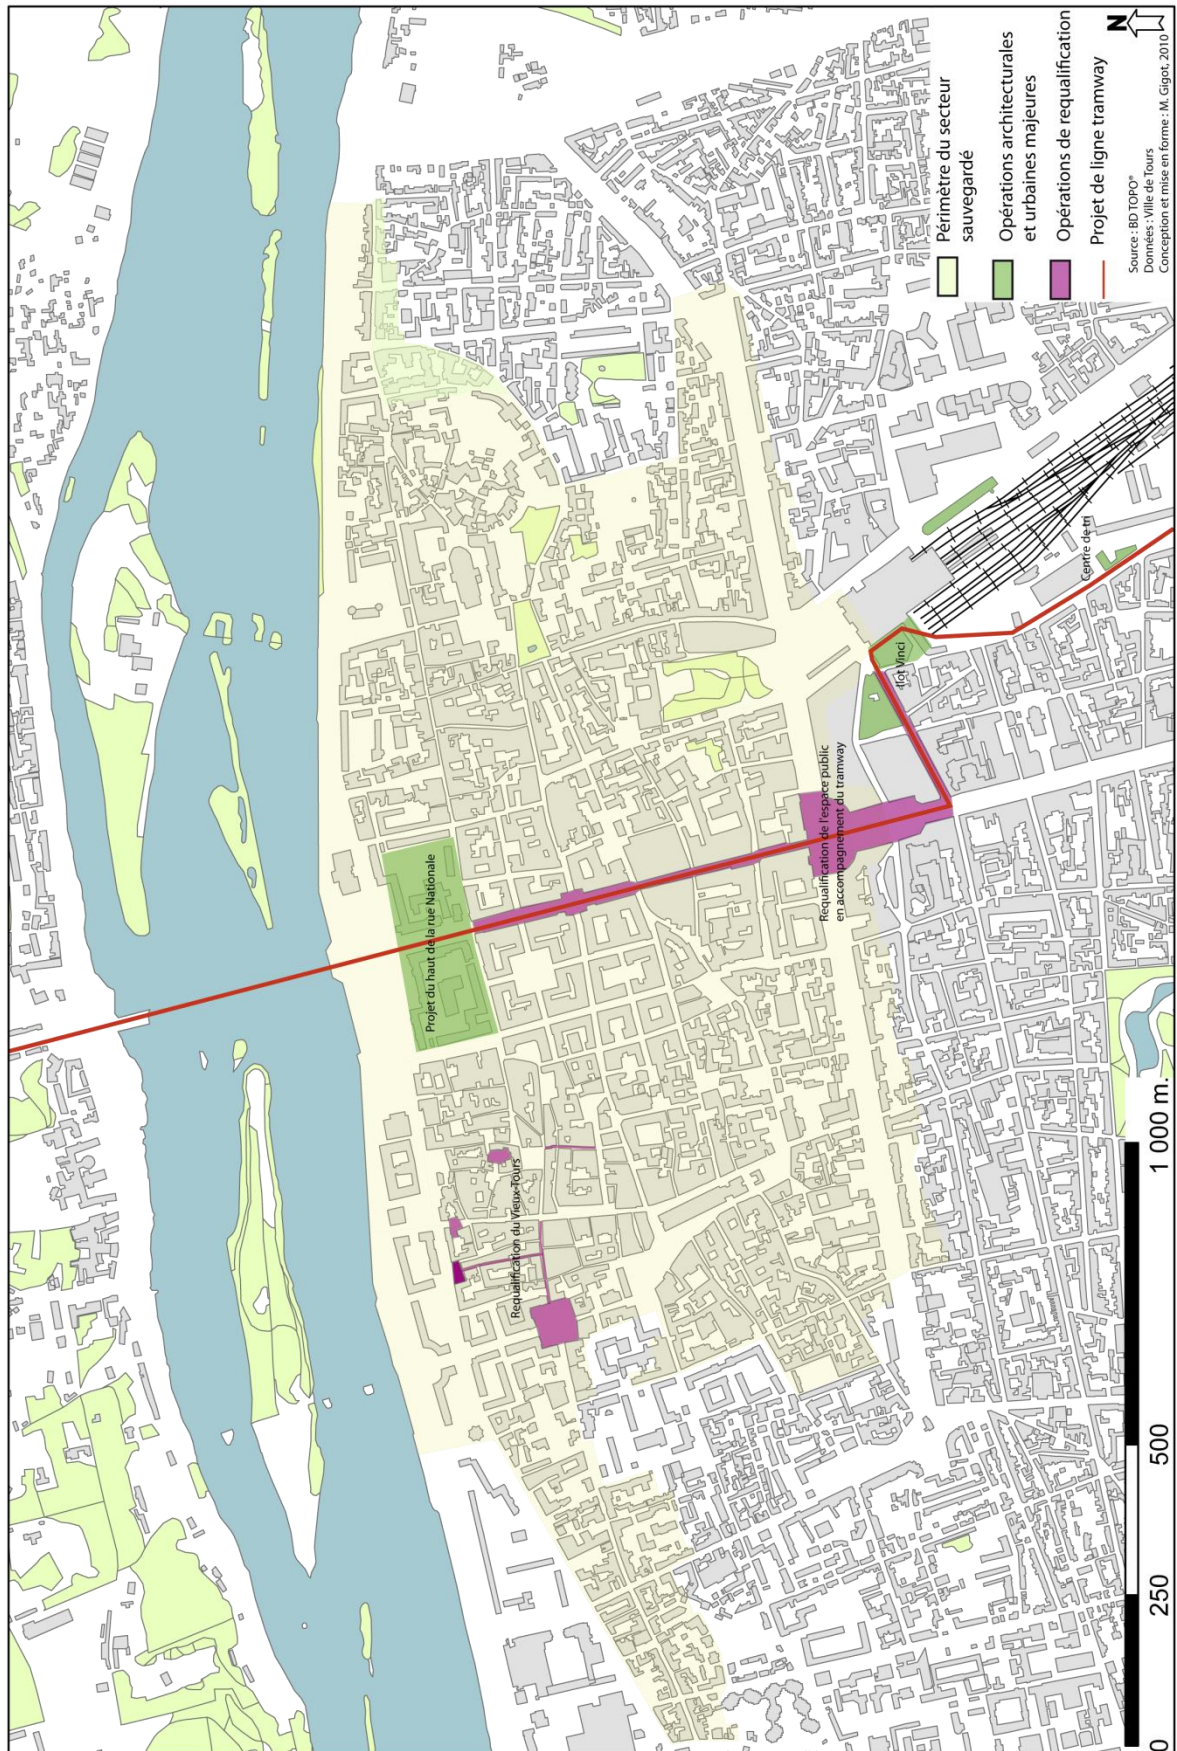 Projet du haut de la rue Nationale
Requalification du Vieux-Tours
Requalification de l'espace public
en accompagnement du tramway
Ilot Vinci
Centre de tri
N
Périmètre du secteur
sauvegardé
Opérations architecturales
et urbaines majeures
Opérations de requalification
Projet de ligne tramway
Source : BD TOPO®
Données : Ville de Tours
Conception et mise en forme : M. Gigot, 2010
0 250 500 1 000 m.